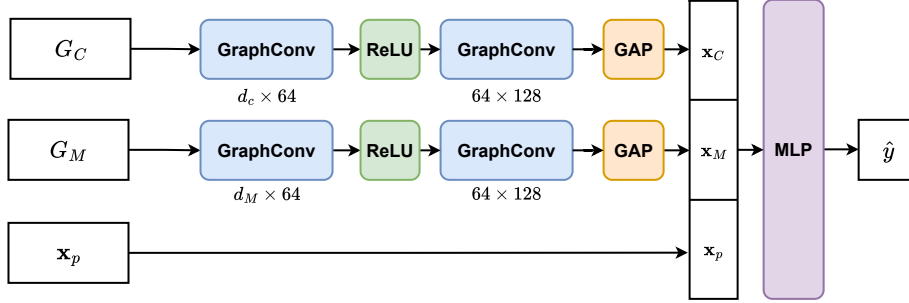 G_C GraphConv ReLU GraphConv GAP x_C
d_c × 64 64 × 128
G_M GraphConv ReLU GraphConv GAP x_M MLP ŷ
d_M × 64 64 × 128
x_p x_p